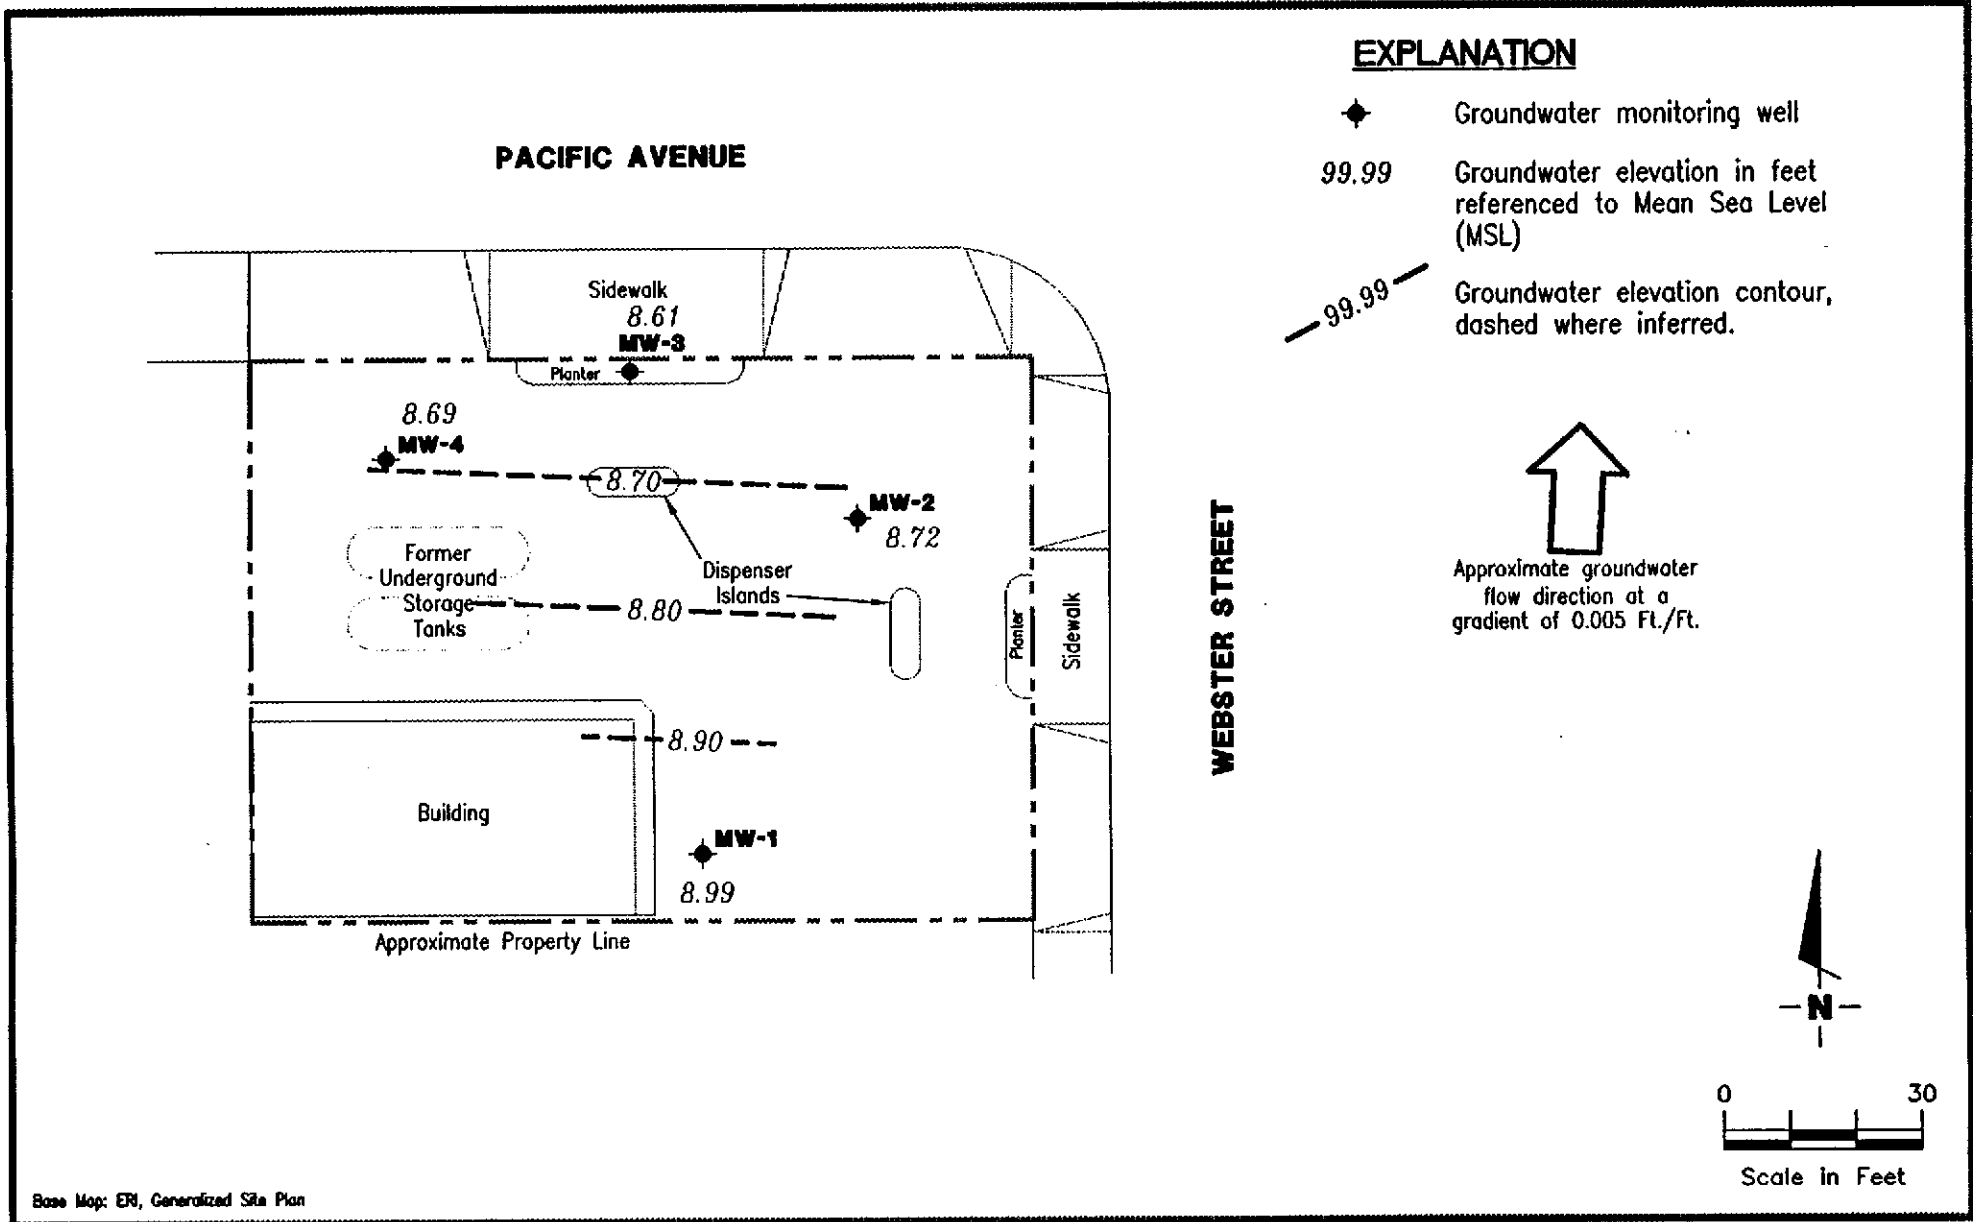 EXPLANATION
Groundwater monitoring well
99.99 Groundwater elevation in feet
referenced to Mean Sea Level
(MSL)
99.99 Groundwater elevation contour,
dashed where inferred.
PACIFIC AVENUE
Sidewalk
8.61
MW-3
Planter
8.69
MW-4
8.70
MW-2
8.72
Former
Underground
Storage
Tanks
Dispenser
Islands
8.80
Planter
Sidewalk
WEBSTER STREET
8.90
Building
MW-1
8.99
Approximate Property Line
Approximate groundwater
flow direction at a
gradient of 0.005 Ft./Ft.
N
0 30
Scale in Feet
Base Map: ERI, Generalized Site Plan